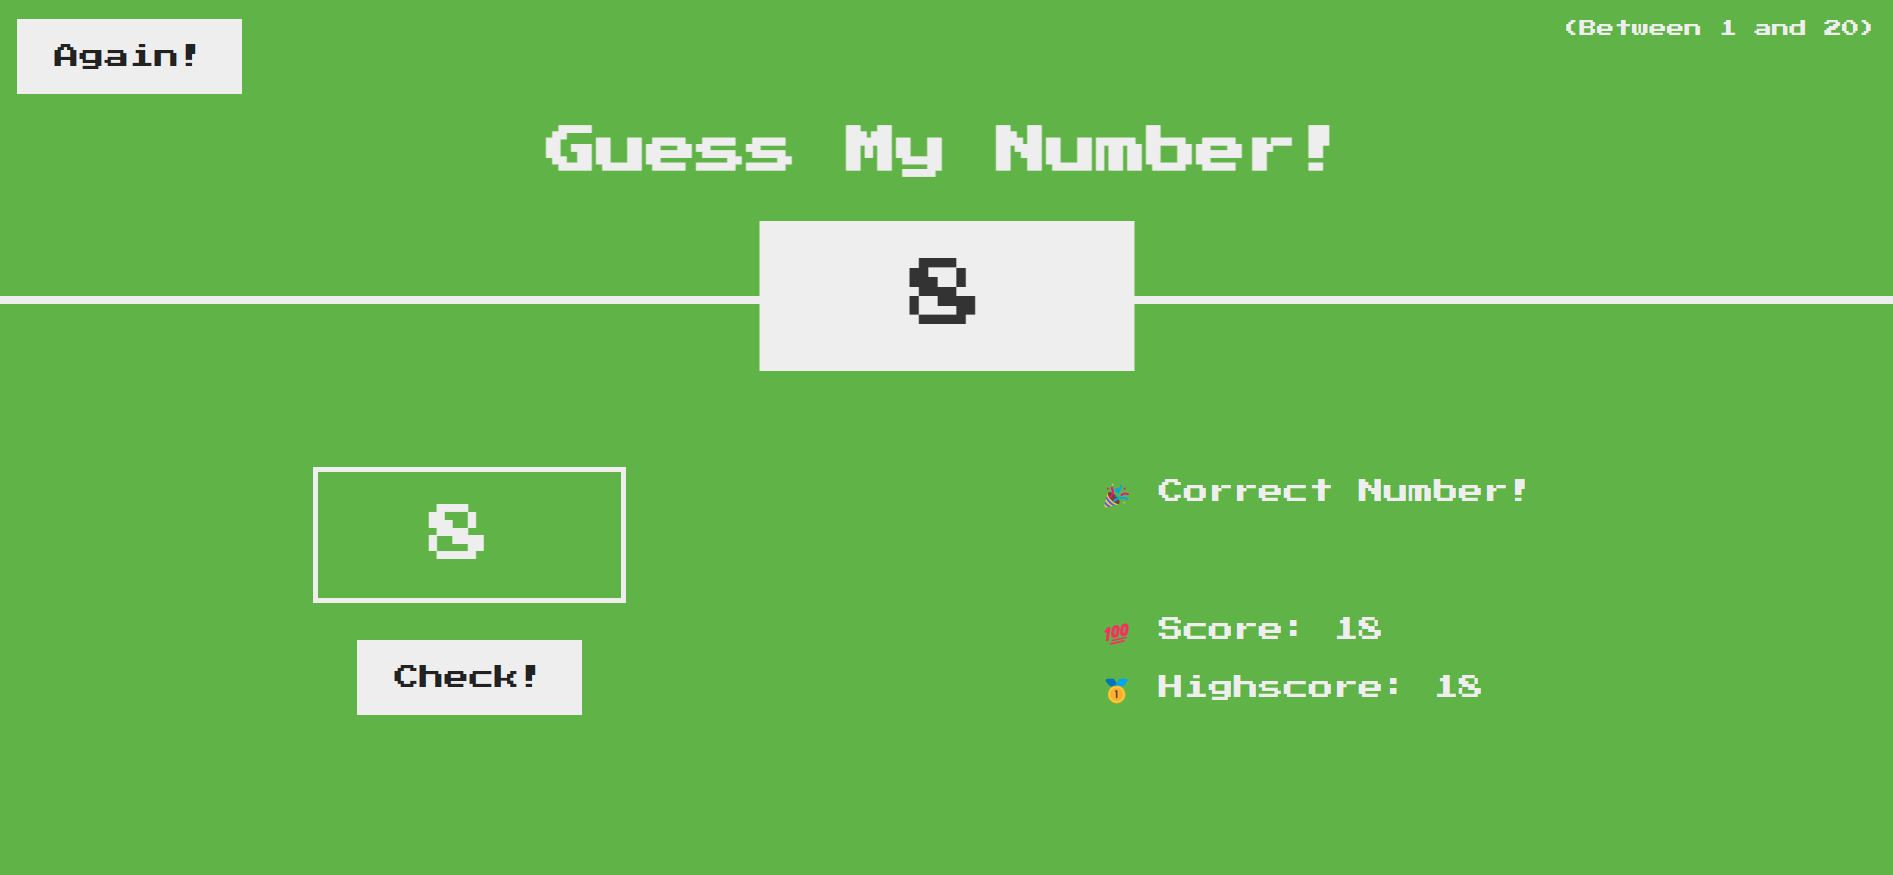 Again!
(Between 1 and 20)
Guess My Number!
8
8
Check!
🎉 Correct Number!
💯 Score: 18
🥇 Highscore: 18